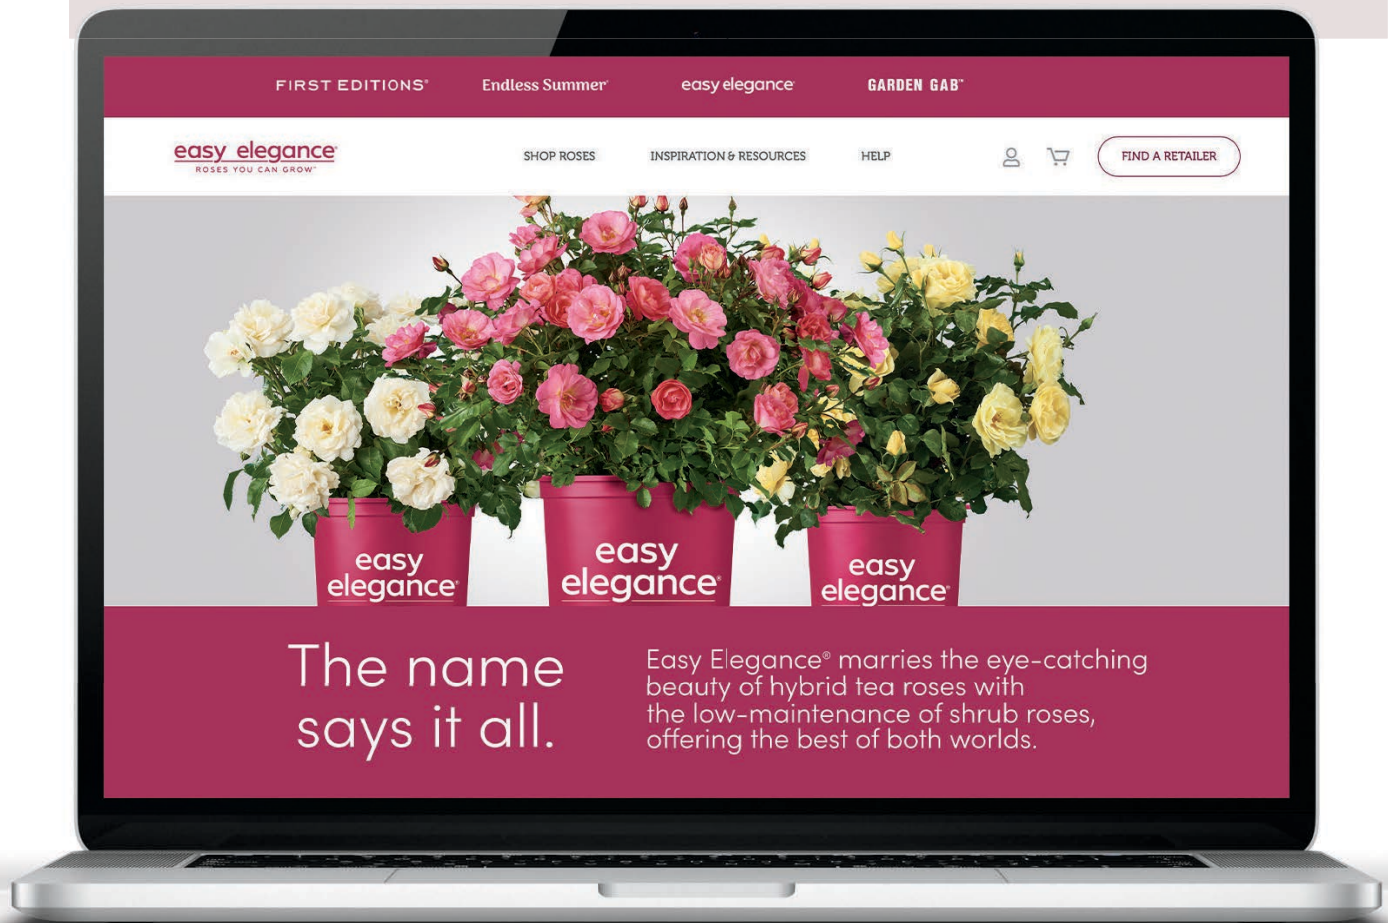 FIRST EDITIONS®
Endless Summer®
easy elegance®
GARDEN GAB™
easy elegance®
ROSES YOU CAN GROW™
SHOP ROSES
INSPIRATION & RESOURCES
HELP
FIND A RETAILER
easy
elegance®
easy
elegance®
easy
elegance®
The name
says it all.
Easy Elegance® marries the eye-catching
beauty of hybrid tea roses with
the low-maintenance of shrub roses,
offering the best of both worlds.